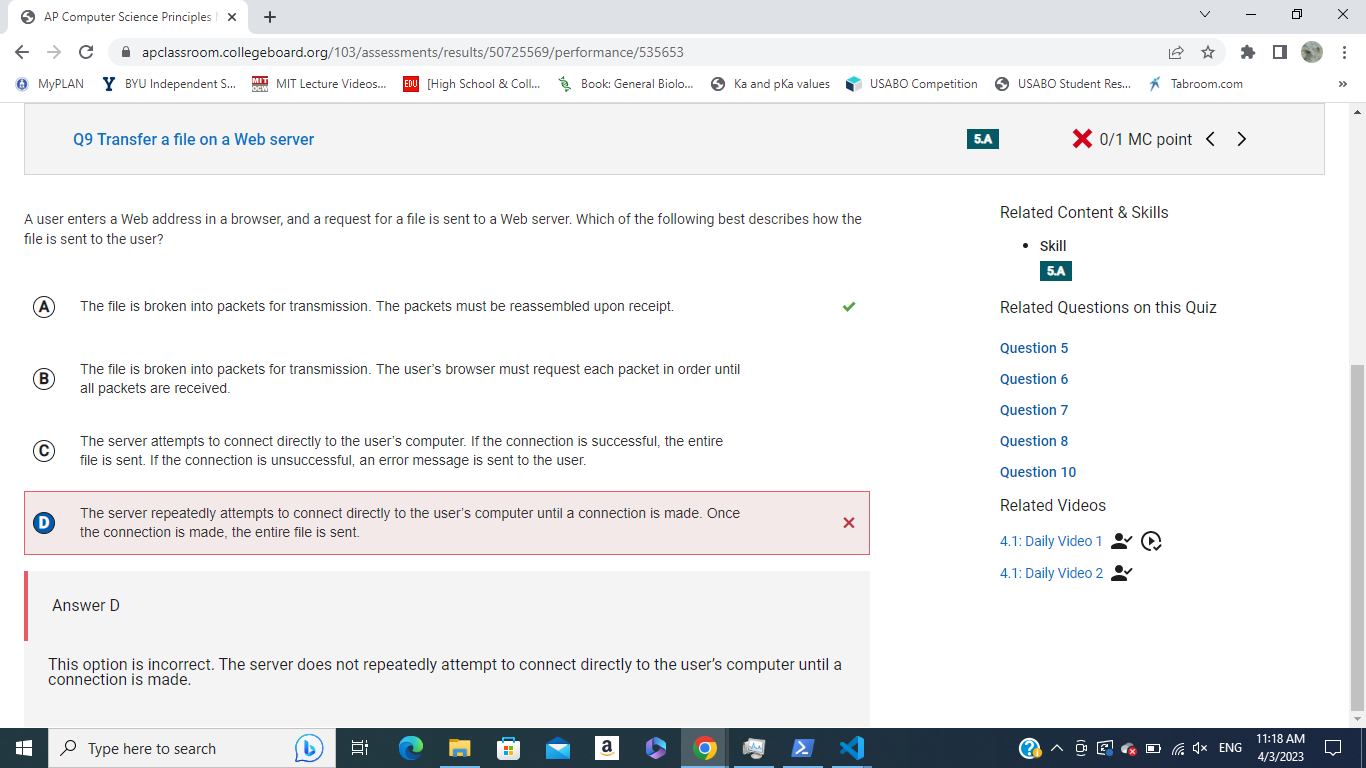 AP Computer Science Principles
apclassroom.collegeboard.org/103/assessments/results/50725569/performance/535653
MyPLAN
BYU Independent S...
MIT OCW
MIT Lecture Videos...
EDU
[High School & Coll...
Book: General Biolo...
Ka and pKa values
USABO Competition
USABO Student Res...
Tabroom.com
»
Q9 Transfer a file on a Web server
5.A
0/1 MC point
A user enters a Web address in a browser, and a request for a file is sent to a Web server. Which of the following best describes how the
file is sent to the user?
A
The file is broken into packets for transmission. The packets must be reassembled upon receipt.
B
The file is broken into packets for transmission. The user's browser must request each packet in order until
all packets are received.
C
The server attempts to connect directly to the user's computer. If the connection is successful, the entire
file is sent. If the connection is unsuccessful, an error message is sent to the user.
D
The server repeatedly attempts to connect directly to the user's computer until a connection is made. Once
the connection is made, the entire file is sent.
Answer D
This option is incorrect. The server does not repeatedly attempt to connect directly to the user's computer until a
connection is made.
Related Content & Skills
• Skill
5.A
Related Questions on this Quiz
Question 5
Question 6
Question 7
Question 8
Question 10
Related Videos
4.1: Daily Video 1
4.1: Daily Video 2
Type here to search
a
ENG
11:18 AM
4/3/2023